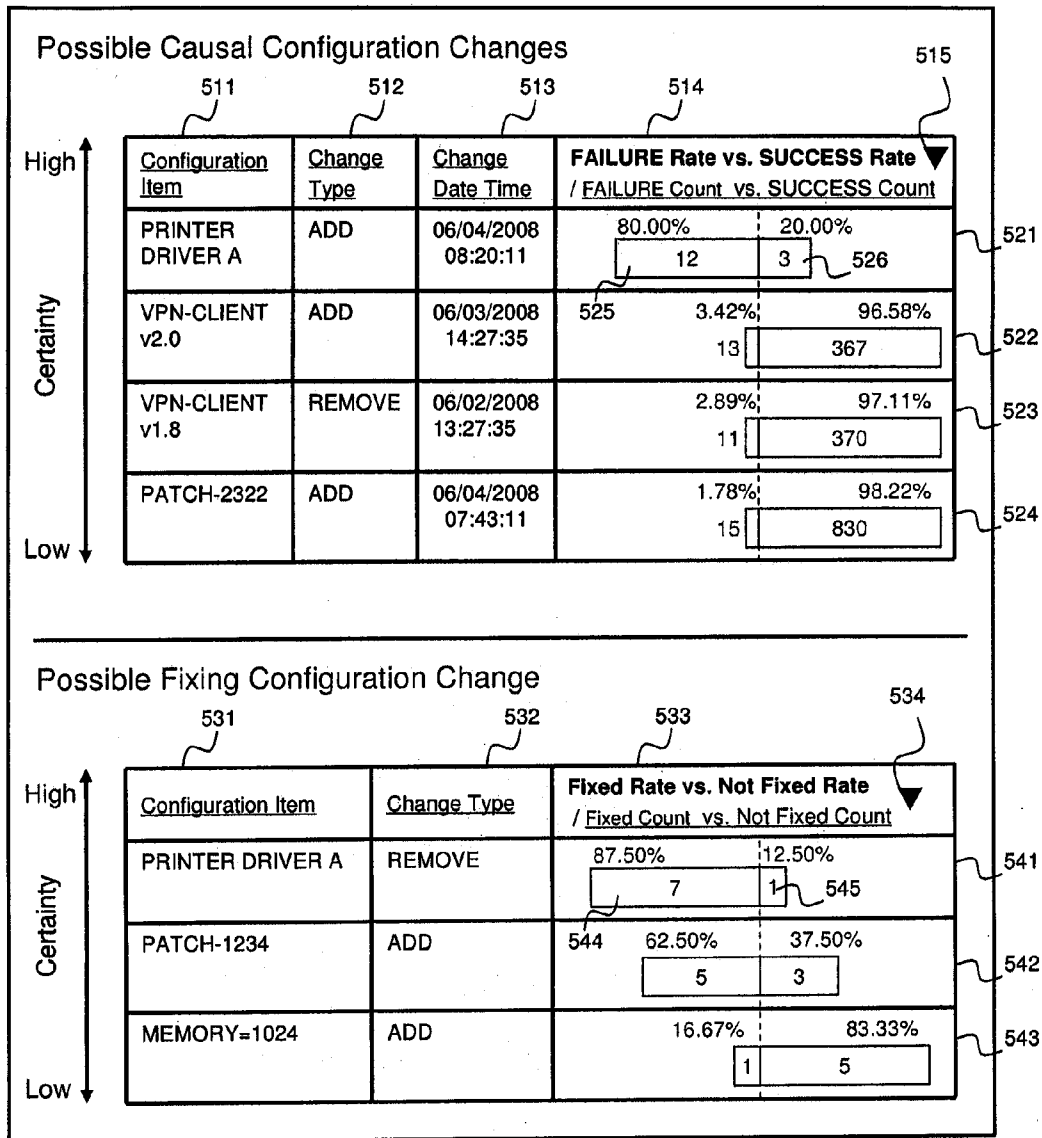 Possible Causal Configuration Changes
511 512 513 514 515
High
Certainty
Low
Configuration Item
Change Type
Change Date Time
FAILURE Rate vs. SUCCESS Rate
/ FAILURE Count vs. SUCCESS Count
PRINTER DRIVER A
ADD
06/04/2008 08:20:11
80.00% 20.00%
12 3
525 526
521
VPN-CLIENT v2.0
ADD
06/03/2008 14:27:35
3.42% 96.58%
13 367
522
VPN-CLIENT v1.8
REMOVE
06/02/2008 13:27:35
2.89% 97.11%
11 370
523
PATCH-2322
ADD
06/04/2008 07:43:11
1.78% 98.22%
15 830
524
Possible Fixing Configuration Change
531 532 533 534
High
Certainty
Low
Configuration Item
Change Type
Fixed Rate vs. Not Fixed Rate
/ Fixed Count vs. Not Fixed Count
PRINTER DRIVER A
REMOVE
87.50% 12.50%
7 1
544 545
541
PATCH-1234
ADD
62.50% 37.50%
5 3
542
MEMORY=1024
ADD
16.67% 83.33%
1 5
543